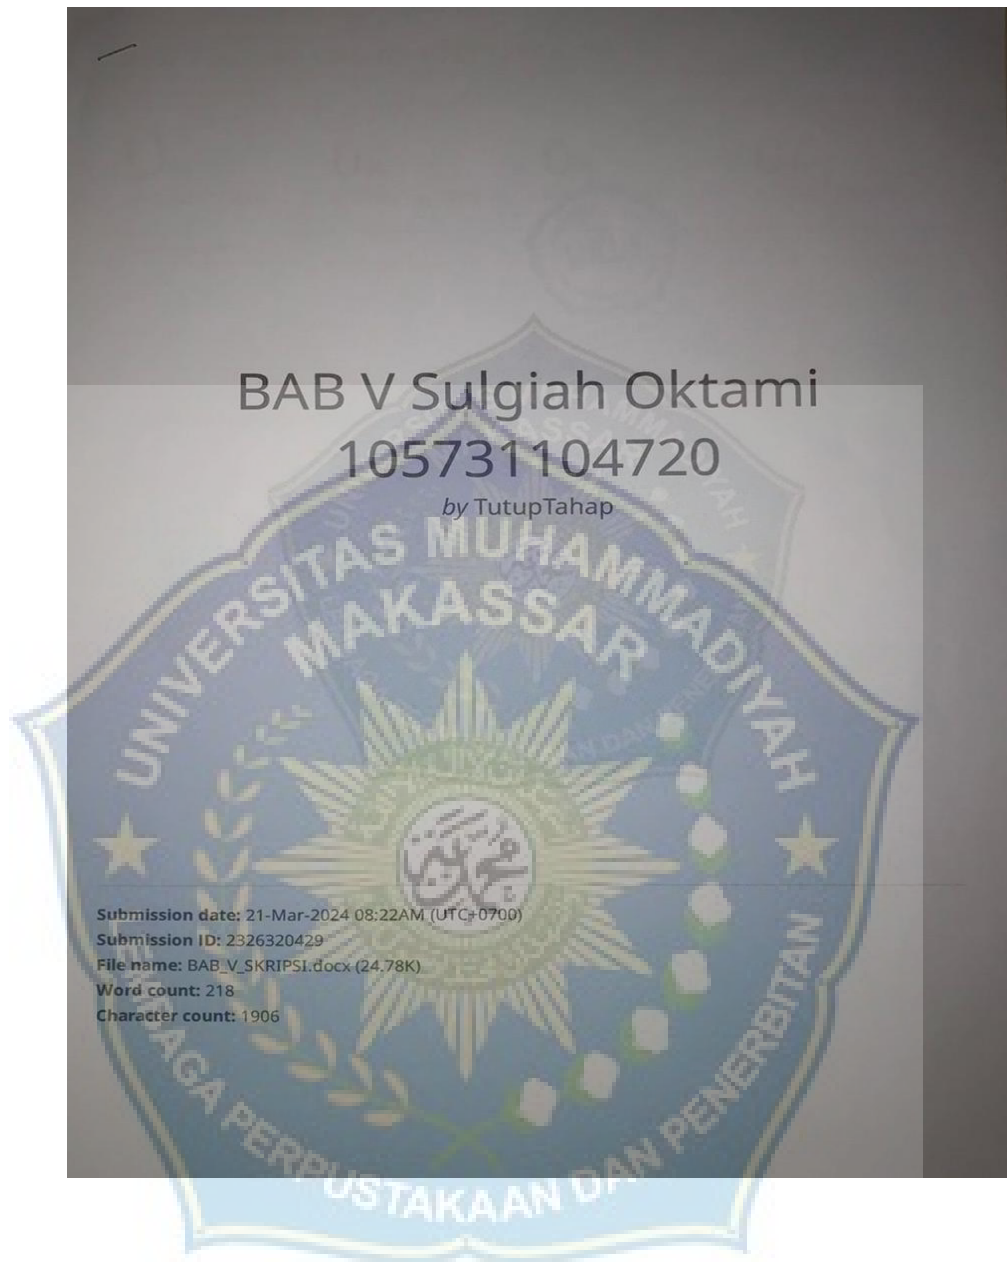 BAB V Sulgiah Oktami
105731104720
by TutupTahap
UNIVERSITAS MUHAMMADIYAH
MAKASSAR
محمد
Submission date: 21-Mar-2024 08:22AM (UTC+0700)
Submission ID: 2326320429
File name: BAB_V_SKRIPSI.docx (24.78K)
Word count: 218
Character count: 1906
LEMBAGA PERPUSTAKAAN DAN PENERBITAN